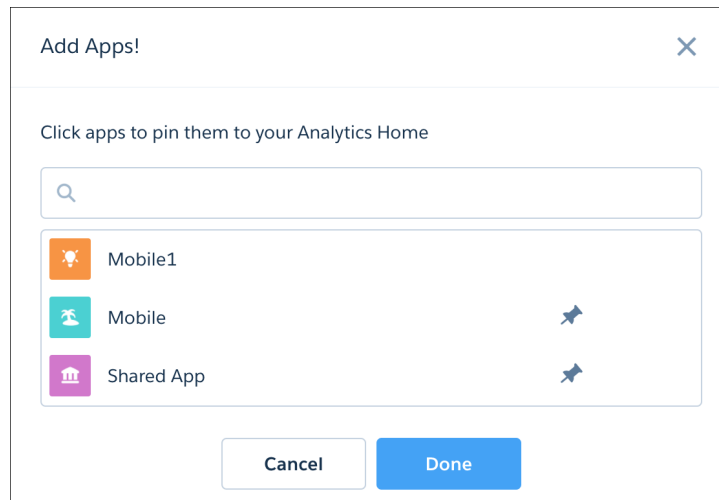 Add Apps!
Click apps to pin them to your Analytics Home
Mobile1
Mobile
Shared App
Cancel
Done